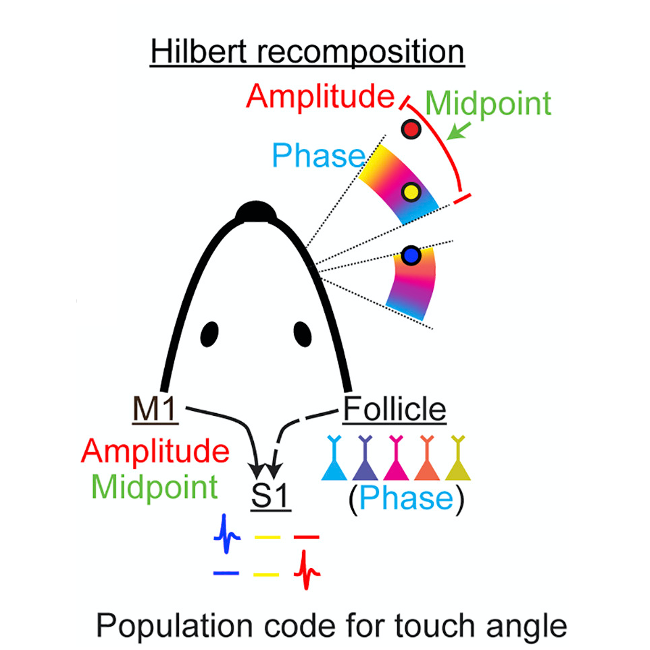 Hilbert recomposition
Amplitude
Midpoint
Phase
M1
Follicle
Amplitude
Midpoint
S1
(Phase)
Population code for touch angle